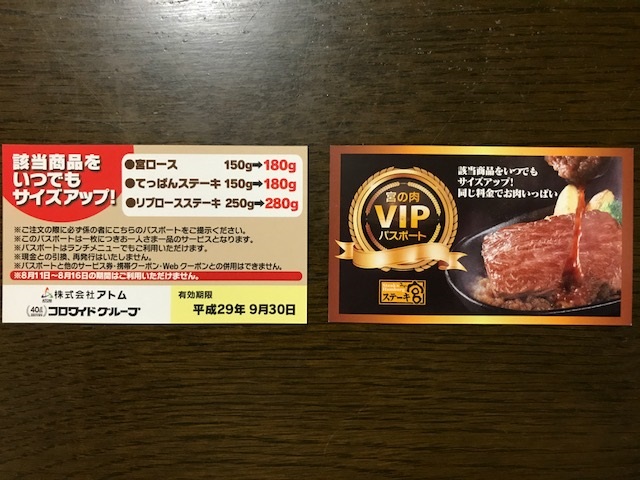 該当商品を
いつでも
サイズアップ!
●宮ロース 150g➡180g
●てっぱんステーキ 150g➡180g
●リブロースステーキ 250g➡280g
※ご注文の際に必ず係の者にこちらのパスポートをご提示ください。
※このパスポートは一枚につきお一人さま一品のサービスとなります。
※パスポートはランチメニューでもご利用いただけます。
※現金との引換、再発行はいたしません。
※パスポートと他のサービス券・携帯クーポン・Webクーポンとの併用はできません。
※8月11日~8月16日の期間はご利用いただけません。
株式会社アトム
40
コロワイドグループ
有効期限
平成29年 9月30日
宮の肉
VIP
パスポート
該当商品をいつでも
サイズアップ!
同じ料金でお肉いっぱい
ステーキ宮